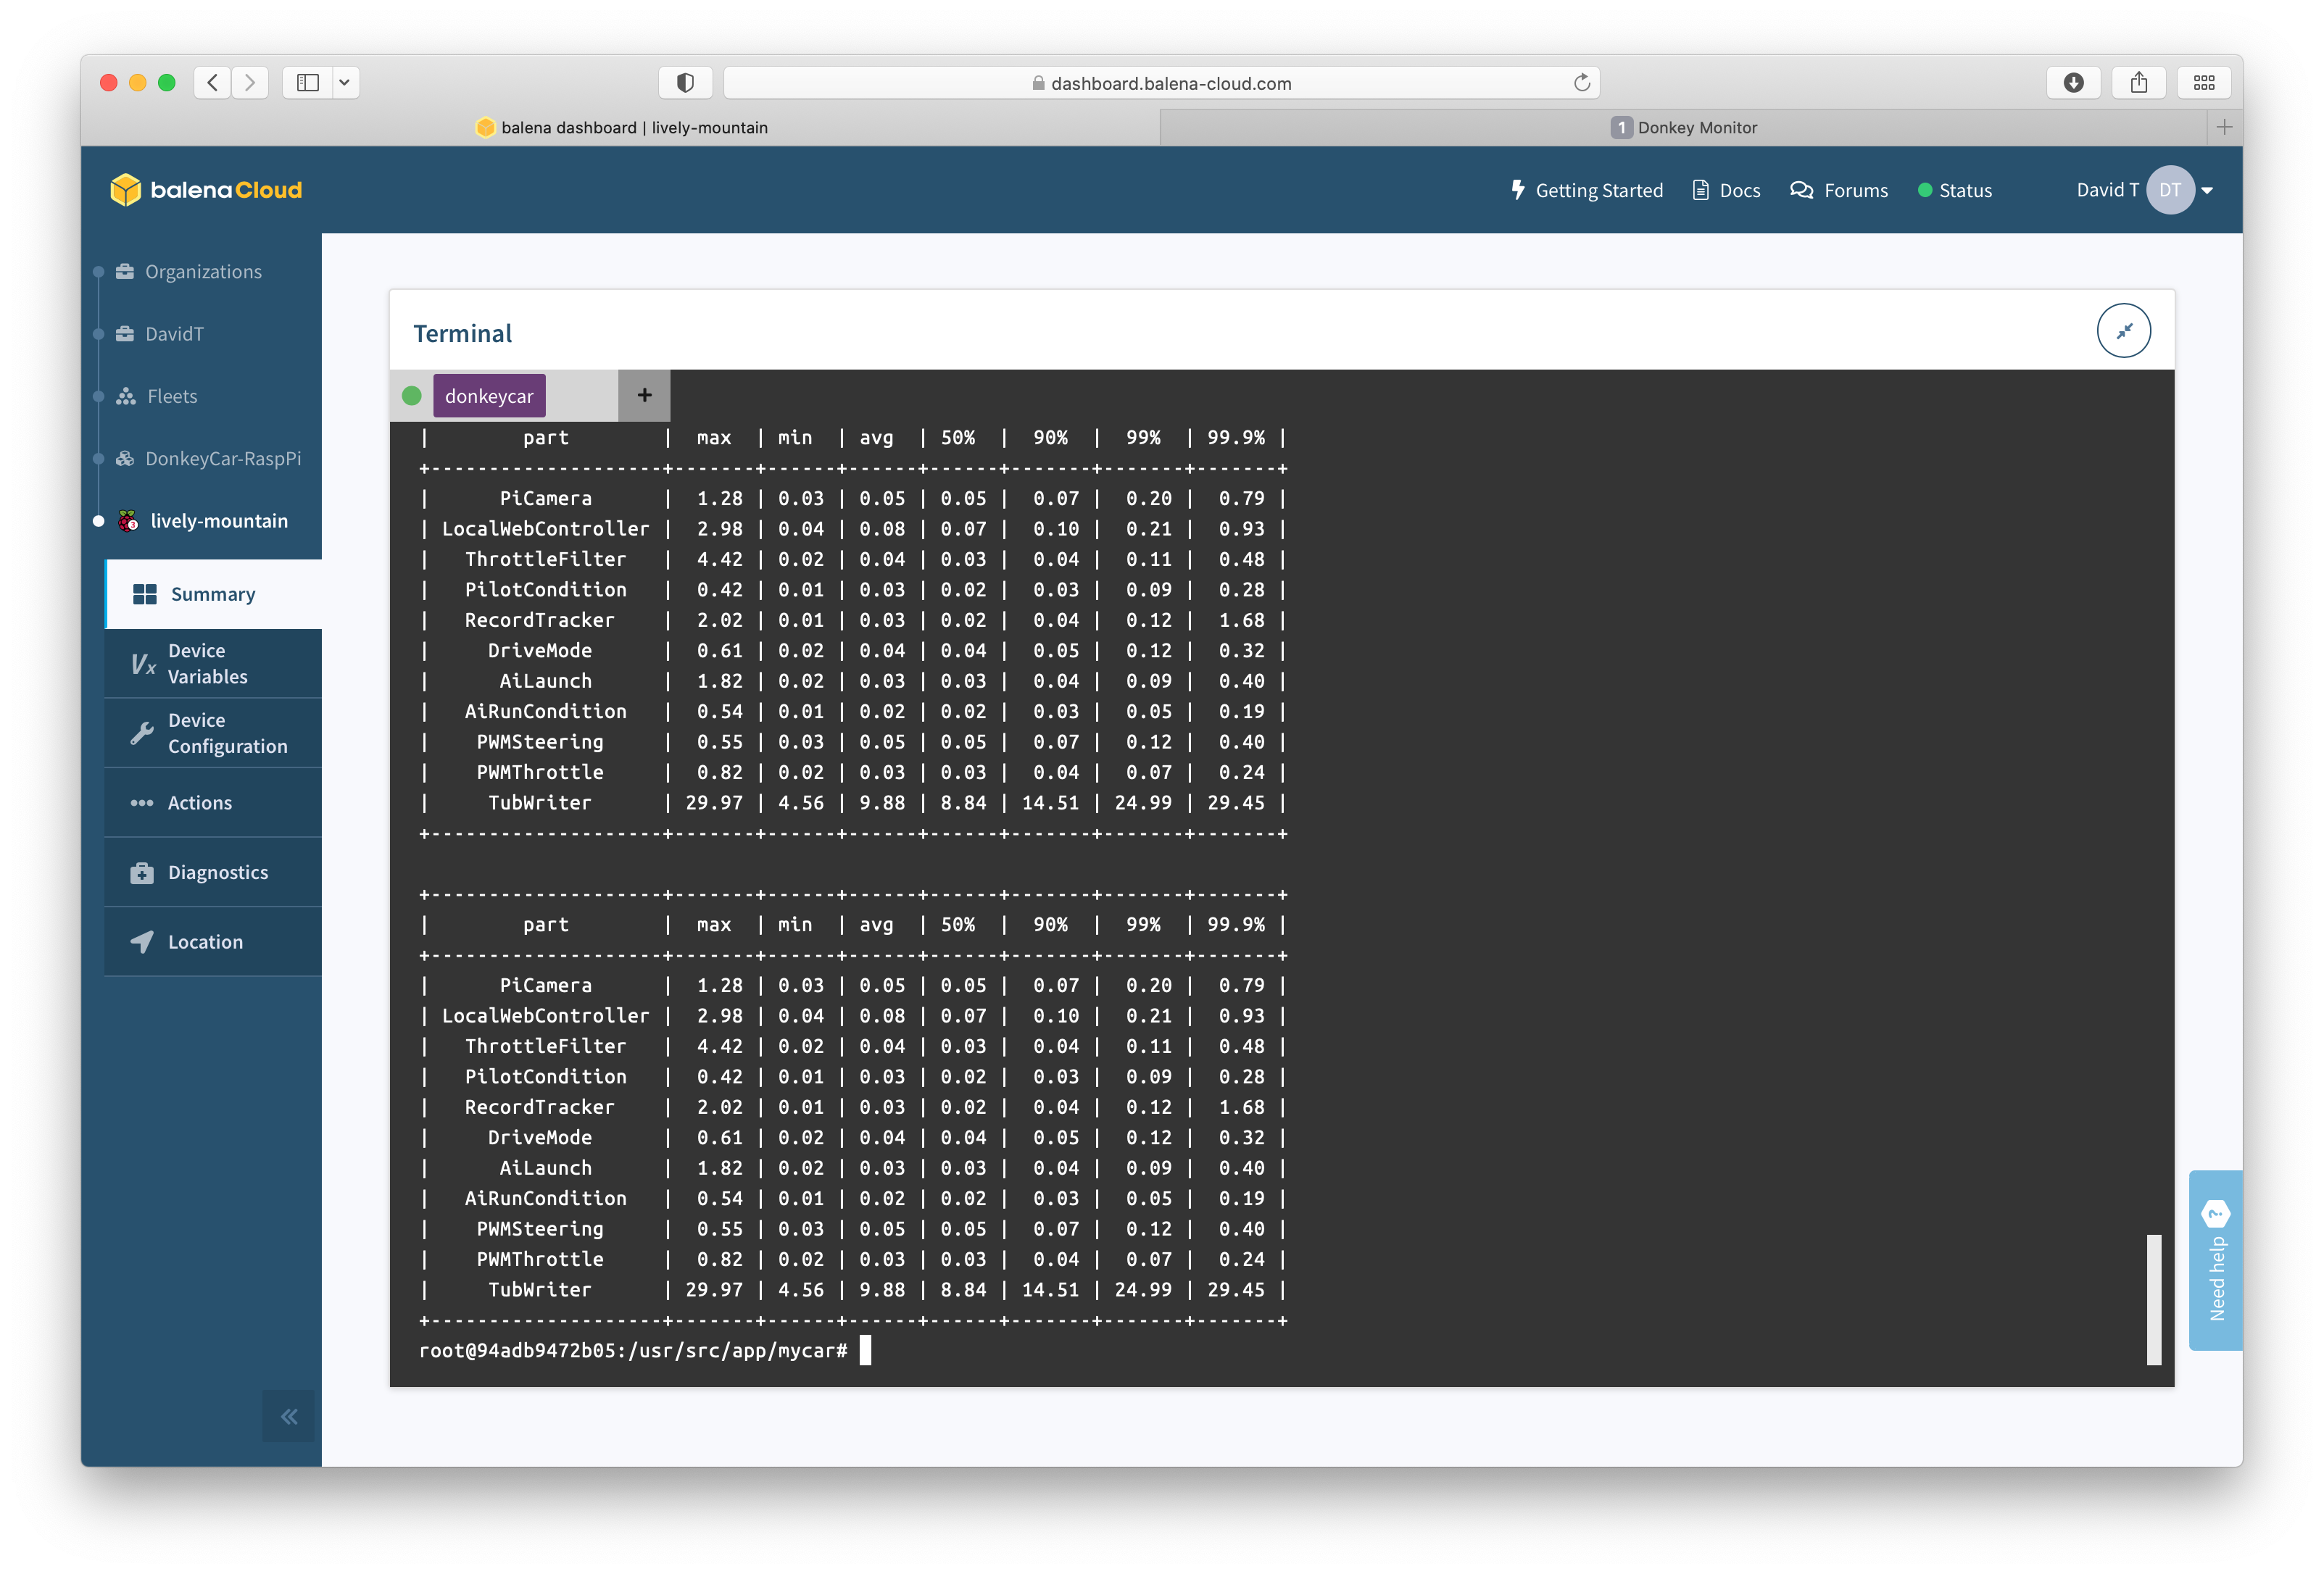 dashboard.balena-cloud.com
balena dashboard | lively-mountain
1 Donkey Monitor
balenaCloud
Getting Started
Docs
Forums
Status
David T
DT
Organizations
DavidT
Fleets
DonkeyCar-RaspPi
3
lively-mountain
Summary
Vx
Device
Variables
Device
Configuration
Actions
Diagnostics
Location
Terminal
donkeycar
+
| part | max | min | avg | 50% | 90% | 99% | 99.9% |
+--------------------+-------+------+------+------+-------+-------+-------+
| PiCamera | 1.28 | 0.03 | 0.05 | 0.05 | 0.07 | 0.20 | 0.79 |
| LocalWebController | 2.98 | 0.04 | 0.08 | 0.07 | 0.10 | 0.21 | 0.93 |
| ThrottleFilter | 4.42 | 0.02 | 0.04 | 0.03 | 0.04 | 0.11 | 0.48 |
| PilotCondition | 0.42 | 0.01 | 0.03 | 0.02 | 0.03 | 0.09 | 0.28 |
| RecordTracker | 2.02 | 0.01 | 0.03 | 0.02 | 0.04 | 0.12 | 1.68 |
| DriveMode | 0.61 | 0.02 | 0.04 | 0.04 | 0.05 | 0.12 | 0.32 |
| AiLaunch | 1.82 | 0.02 | 0.03 | 0.03 | 0.04 | 0.09 | 0.40 |
| AiRunCondition | 0.54 | 0.01 | 0.02 | 0.02 | 0.03 | 0.05 | 0.19 |
| PWMSteering | 0.55 | 0.03 | 0.05 | 0.05 | 0.07 | 0.12 | 0.40 |
| PWMThrottle | 0.82 | 0.02 | 0.03 | 0.03 | 0.04 | 0.07 | 0.24 |
| TubWriter | 29.97 | 4.56 | 9.88 | 8.84 | 14.51 | 24.99 | 29.45 |
+--------------------+-------+------+------+------+-------+-------+-------+
+--------------------+-------+------+------+------+-------+-------+-------+
| part | max | min | avg | 50% | 90% | 99% | 99.9% |
+--------------------+-------+------+------+------+-------+-------+-------+
| PiCamera | 1.28 | 0.03 | 0.05 | 0.05 | 0.07 | 0.20 | 0.79 |
| LocalWebController | 2.98 | 0.04 | 0.08 | 0.07 | 0.10 | 0.21 | 0.93 |
| ThrottleFilter | 4.42 | 0.02 | 0.04 | 0.03 | 0.04 | 0.11 | 0.48 |
| PilotCondition | 0.42 | 0.01 | 0.03 | 0.02 | 0.03 | 0.09 | 0.28 |
| RecordTracker | 2.02 | 0.01 | 0.03 | 0.02 | 0.04 | 0.12 | 1.68 |
| DriveMode | 0.61 | 0.02 | 0.04 | 0.04 | 0.05 | 0.12 | 0.32 |
| AiLaunch | 1.82 | 0.02 | 0.03 | 0.03 | 0.04 | 0.09 | 0.40 |
| AiRunCondition | 0.54 | 0.01 | 0.02 | 0.02 | 0.03 | 0.05 | 0.19 |
| PWMSteering | 0.55 | 0.03 | 0.05 | 0.05 | 0.07 | 0.12 | 0.40 |
| PWMThrottle | 0.82 | 0.02 | 0.03 | 0.03 | 0.04 | 0.07 | 0.24 |
| TubWriter | 29.97 | 4.56 | 9.88 | 8.84 | 14.51 | 24.99 | 29.45 |
+--------------------+-------+------+------+------+-------+-------+-------+
root@94adb9472b05:/usr/src/app/mycar#
Need help
?